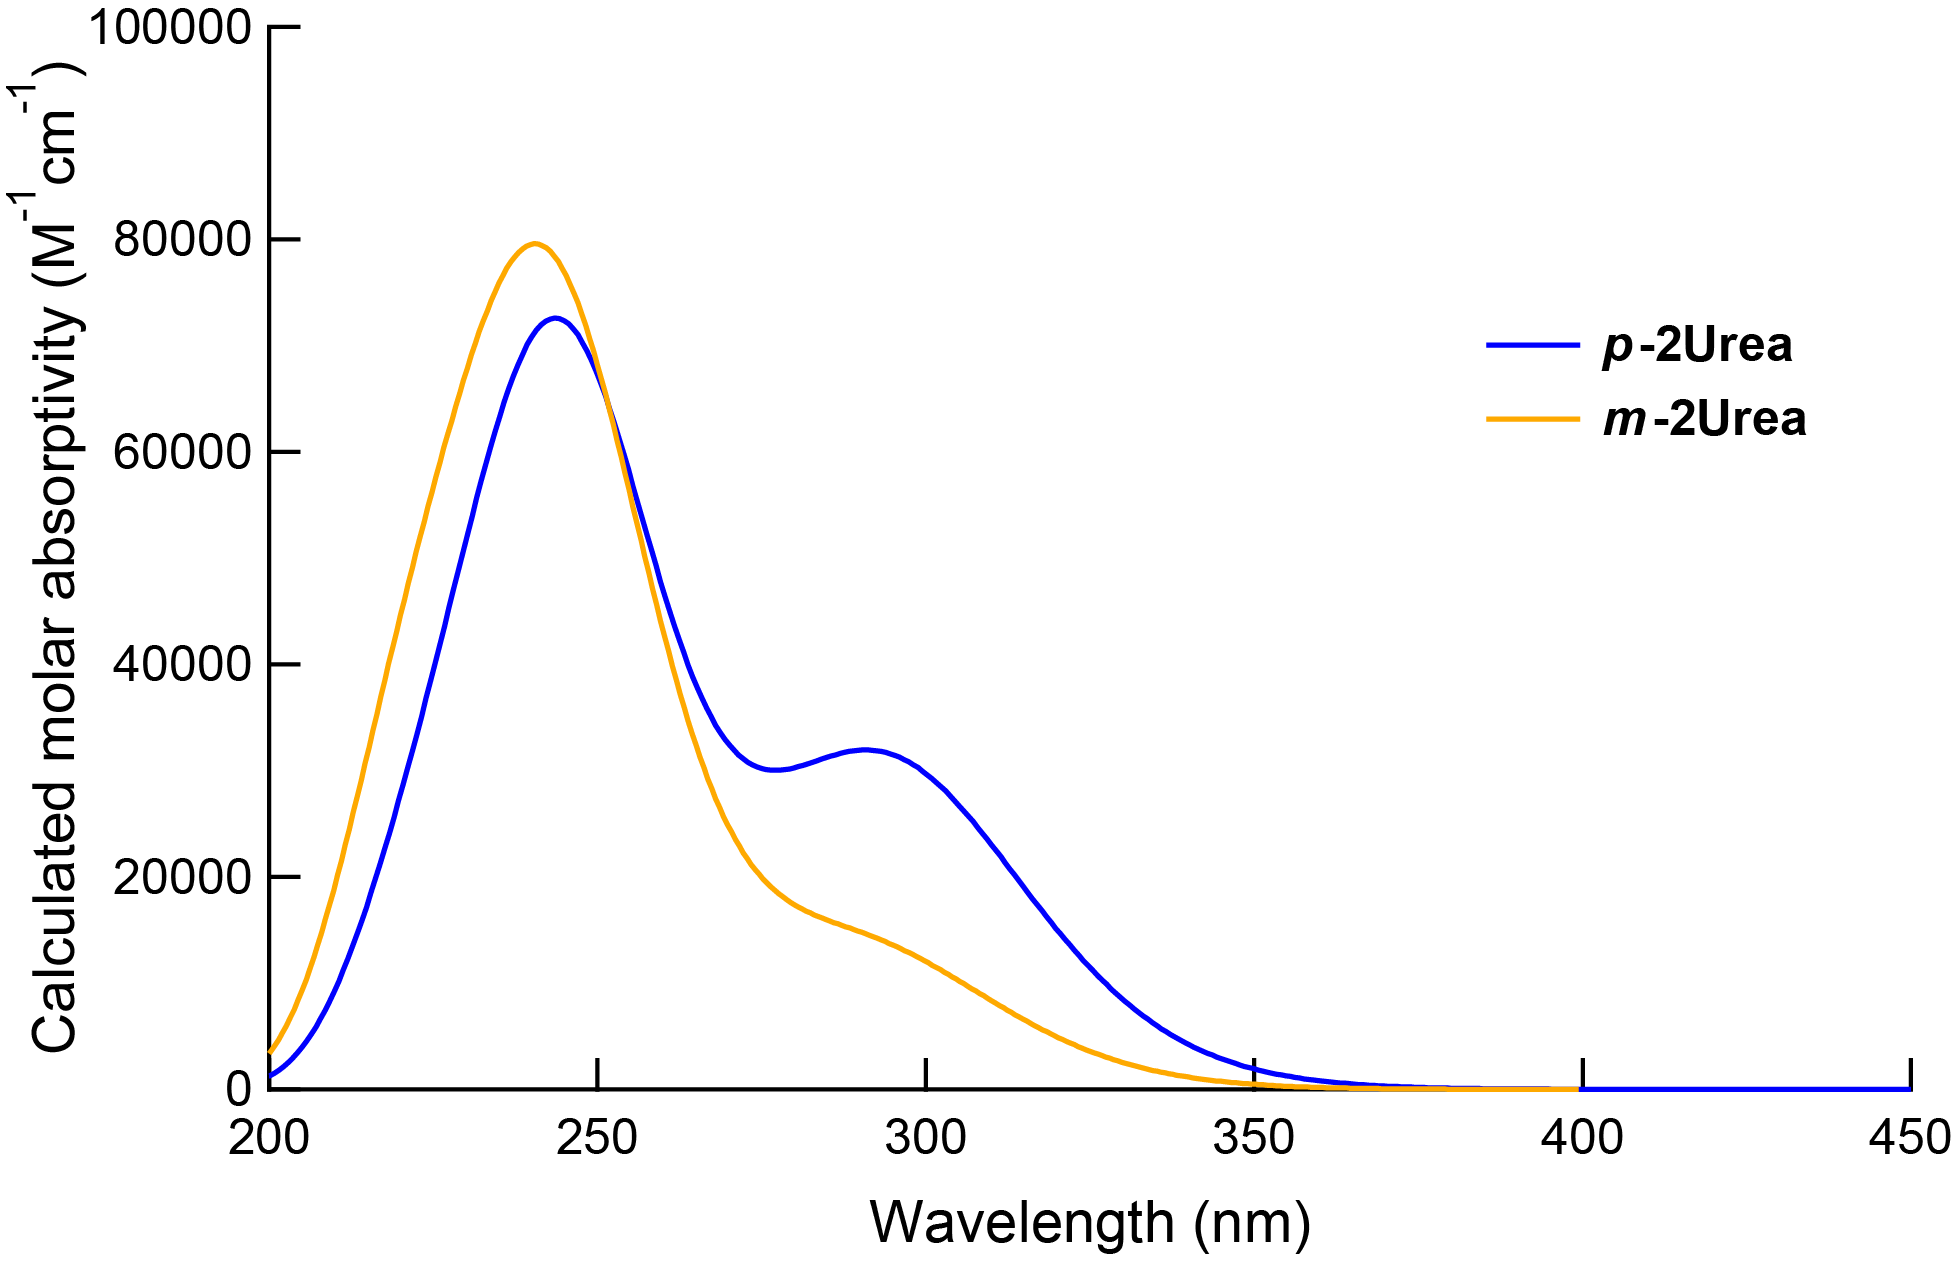 Calculated molar absorptivity (M-1 cm-1)
100000
80000
60000
40000
20000
0
p-2Urea
m-2Urea
200 250 300 350 400 450
Wavelength (nm)